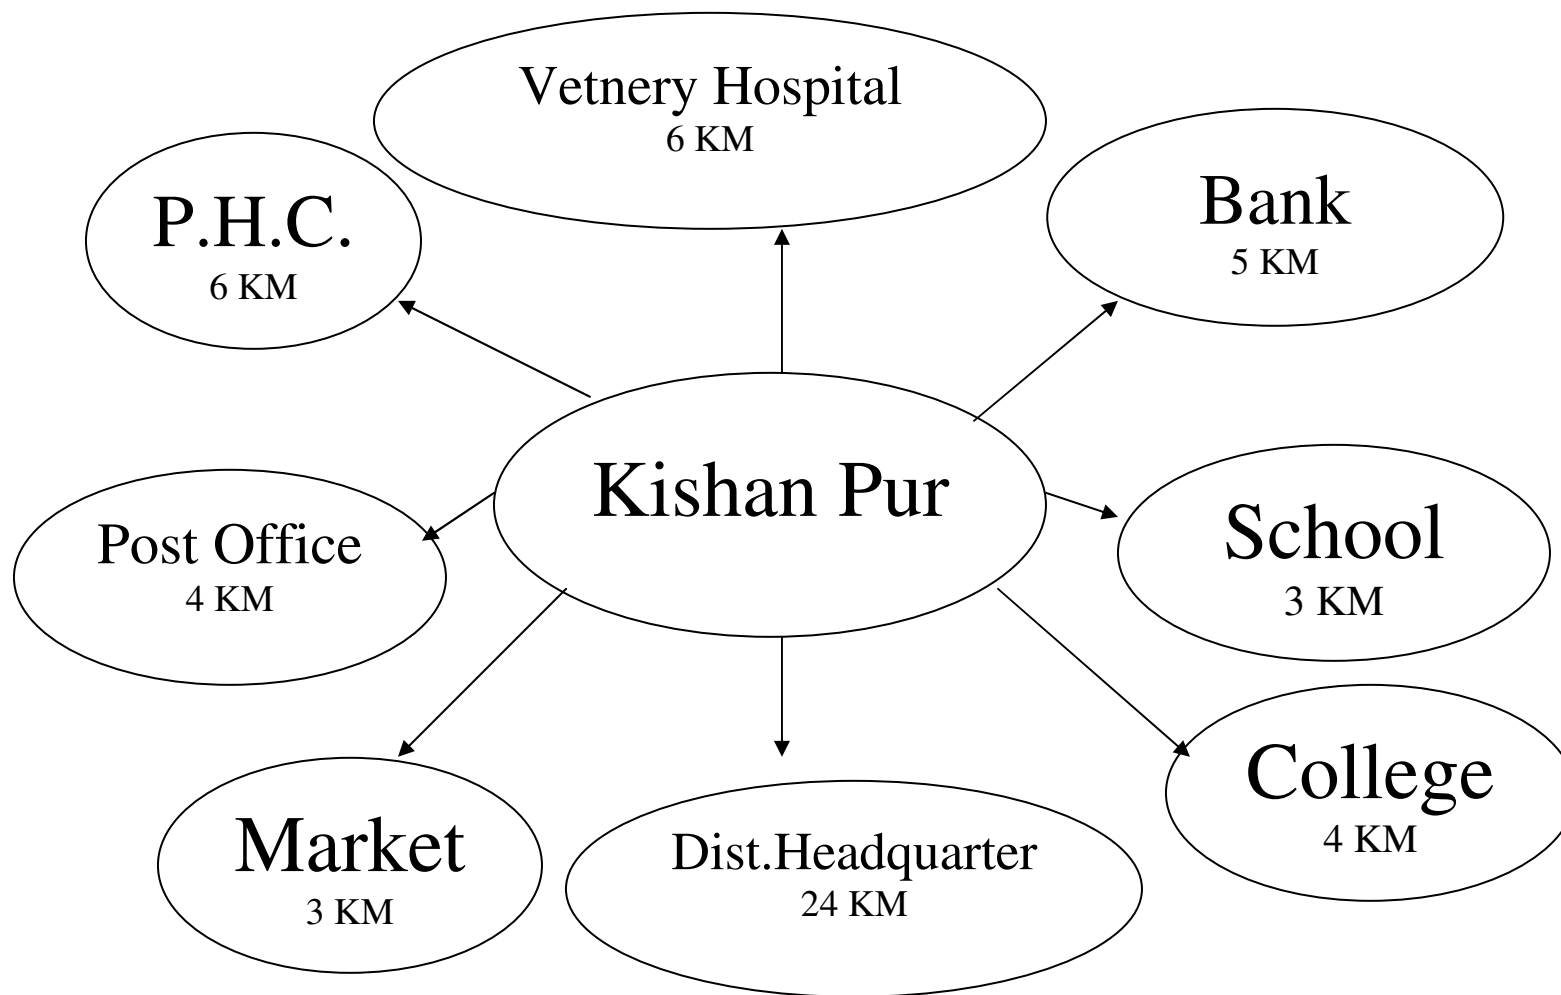 Vetnery Hospital
6 KM
P.H.C.
6 KM
Bank
5 KM
Kishan Pur
Post Office
4 KM
School
3 KM
College
4 KM
Market
3 KM
Dist.Headquarter
24 KM